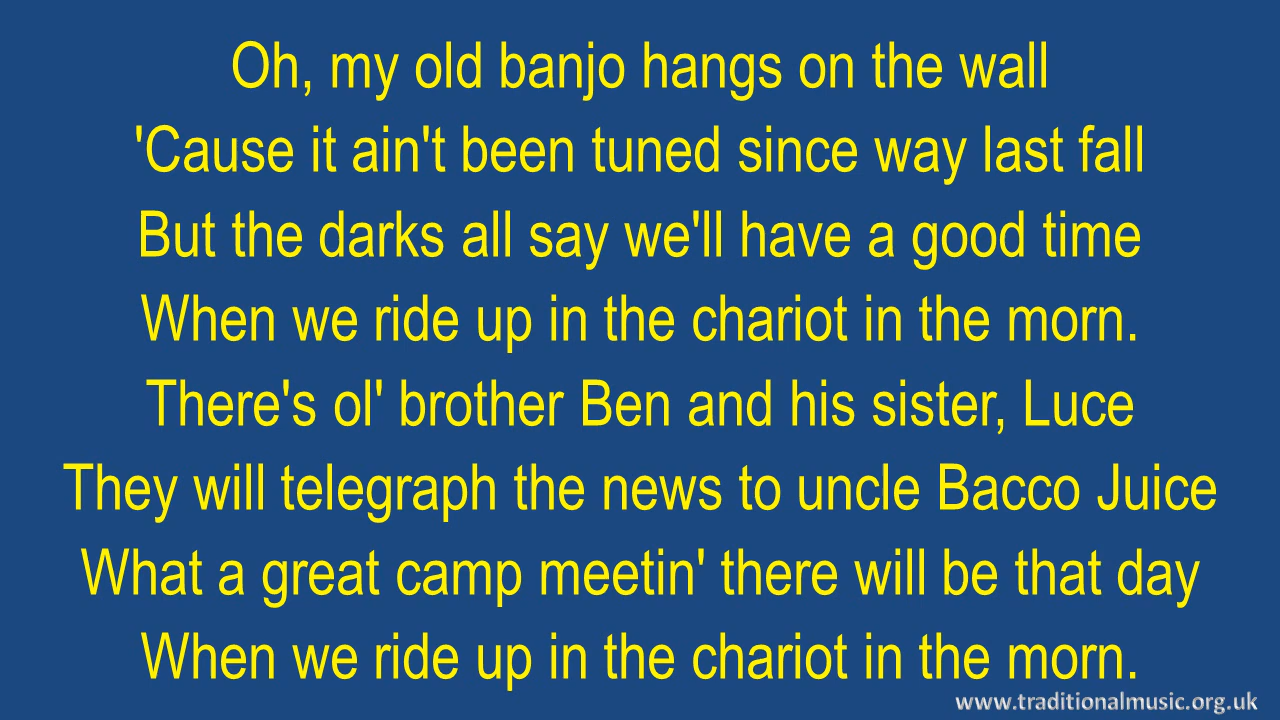 Oh, my old banjo hangs on the wall
'Cause it ain't been tuned since way last fall
But the darks all say we'll have a good time
When we ride up in the chariot in the morn.
There's ol' brother Ben and his sister, Luce
They will telegraph the news to uncle Bacco Juice
What a great camp meetin' there will be that day
When we ride up in the chariot in the morn.
www.traditionalmusic.org.uk